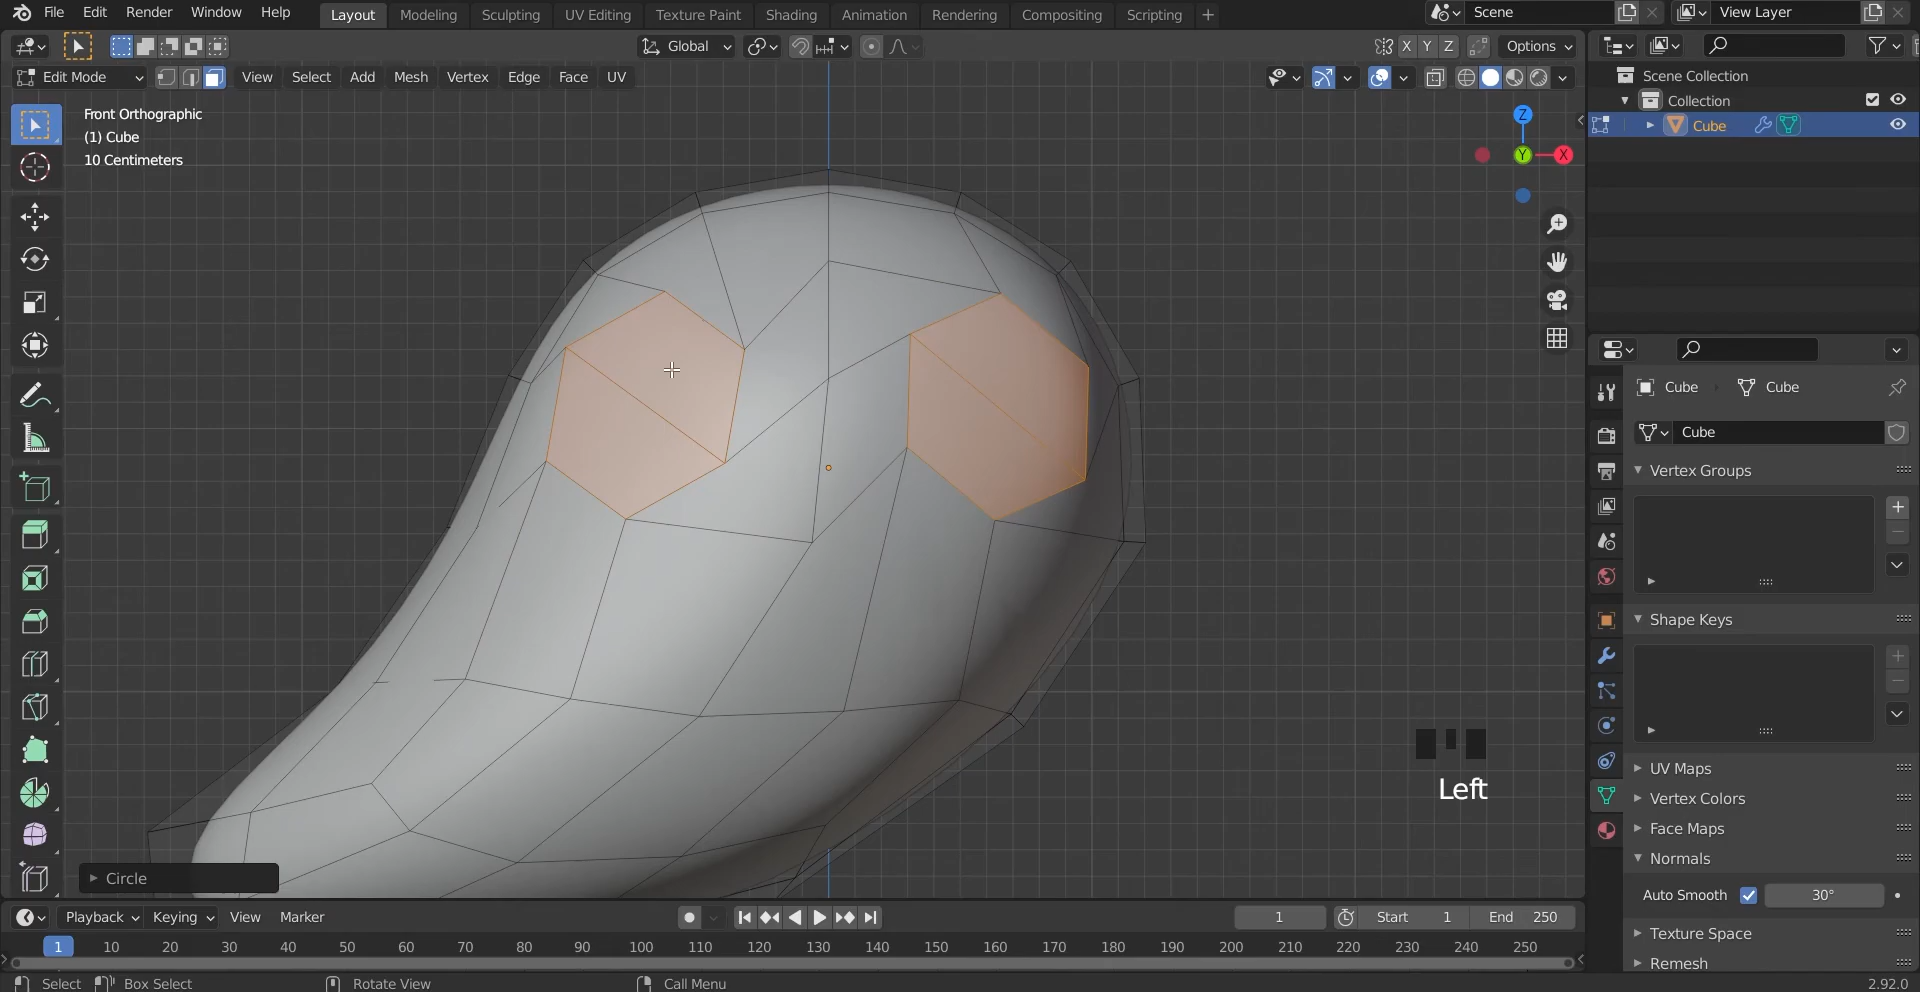 File Edit Render Window Help Layout Modeling Sculpting UV Editing Texture Paint Shading Animation Rendering Compositing Scripting + Scene View Layer
Global X Y Z Options
Edit Mode View Select Add Mesh Vertex Edge Face UV
Front Orthographic
(1) Cube
10 Centimeters
Z
Y X
Scene Collection
Collection
Cube
Cube Cube
Cube
Vertex Groups
Shape Keys
UV Maps
Vertex Colors
Face Maps
Normals
Auto Smooth 30°
Texture Space
Remesh
Left
Circle
Playback Keying View Marker 1 Start 1 End 250
1 10 20 30 40 50 60 70 80 90 100 110 120 130 140 150 160 170 180 190 200 210 220 230 240 250
Select Box Select Rotate View Call Menu 2.92.0